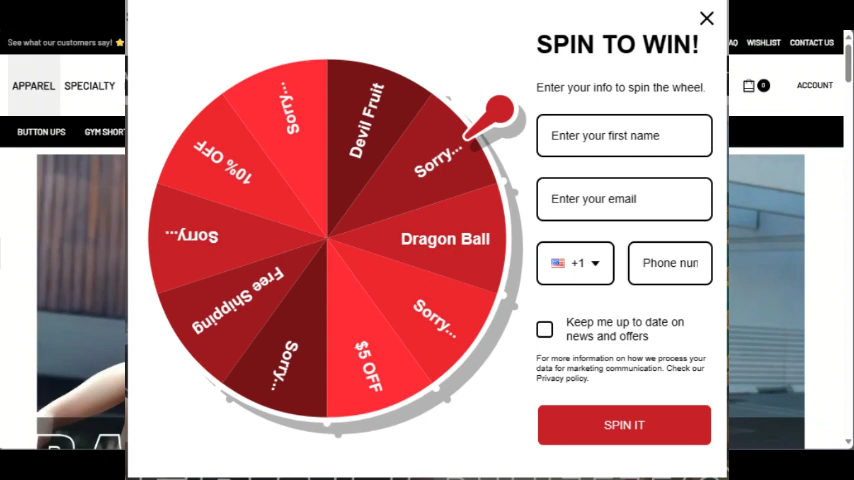 See what our customers say! ⭐
WISHLIST
CONTACT US
APPAREL
SPECIALTY
0
ACCOUNT
BUTTON UPS
SPIN TO WIN!
Enter your info to spin the wheel.
Enter your first name
Enter your email
+1
Phone num
Keep me up to date on
news and offers
For more information on how we process your
data for marketing communication. Check our
Privacy policy.
SPIN IT
Devil Fruit
Sorry...
Dragon Ball
Sorry...
$5 OFF
Sorry...
Free Shipping
Sorry...
10% OFF
Sorry...